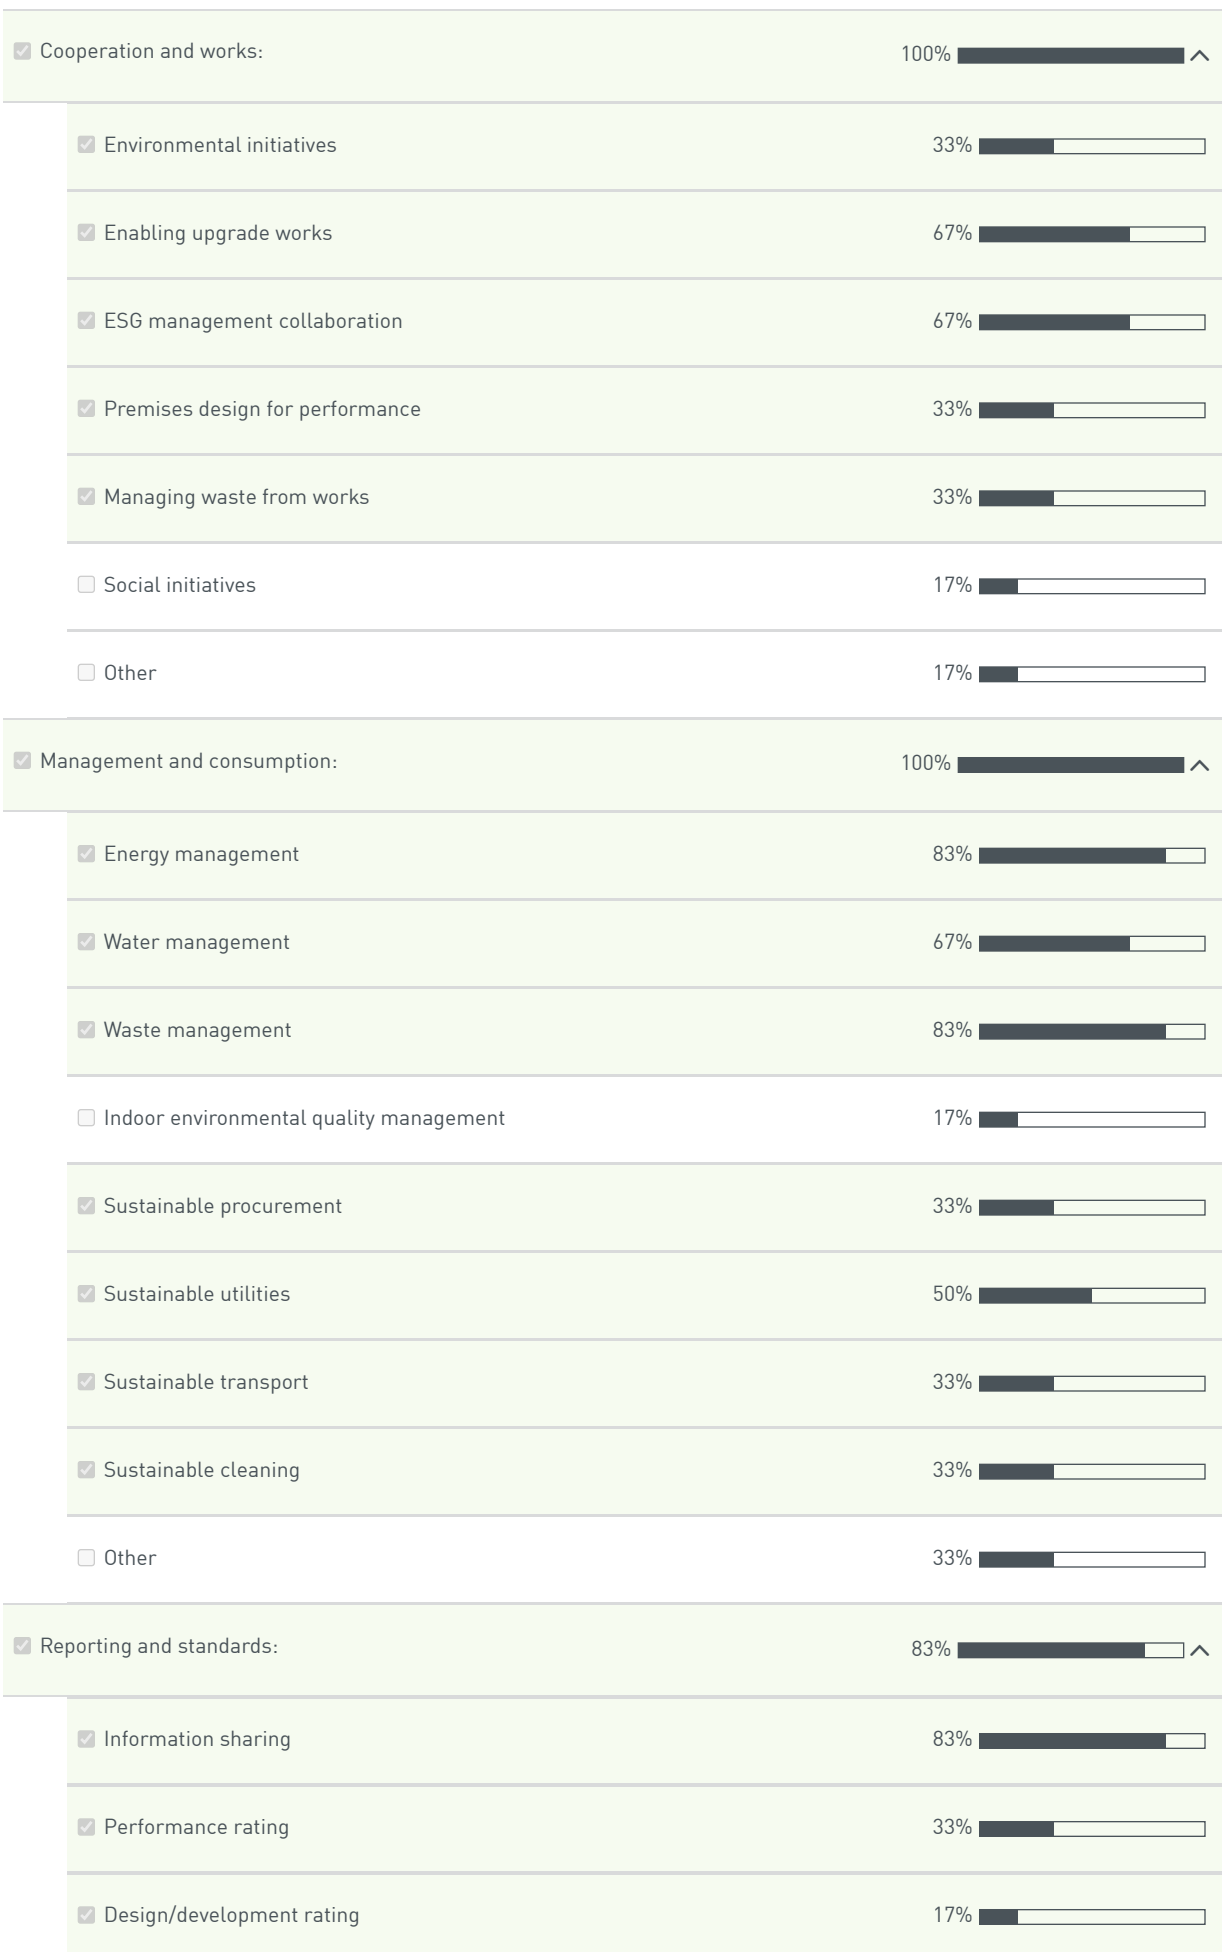 Cooperation and works: 100%
Environmental initiatives 33%
Enabling upgrade works 67%
ESG management collaboration 67%
Premises design for performance 33%
Managing waste from works 33%
Social initiatives 17%
Other 17%
Management and consumption: 100%
Energy management 83%
Water management 67%
Waste management 83%
Indoor environmental quality management 17%
Sustainable procurement 33%
Sustainable utilities 50%
Sustainable transport 33%
Sustainable cleaning 33%
Other 33%
Reporting and standards: 83%
Information sharing 83%
Performance rating 33%
Design/development rating 17%